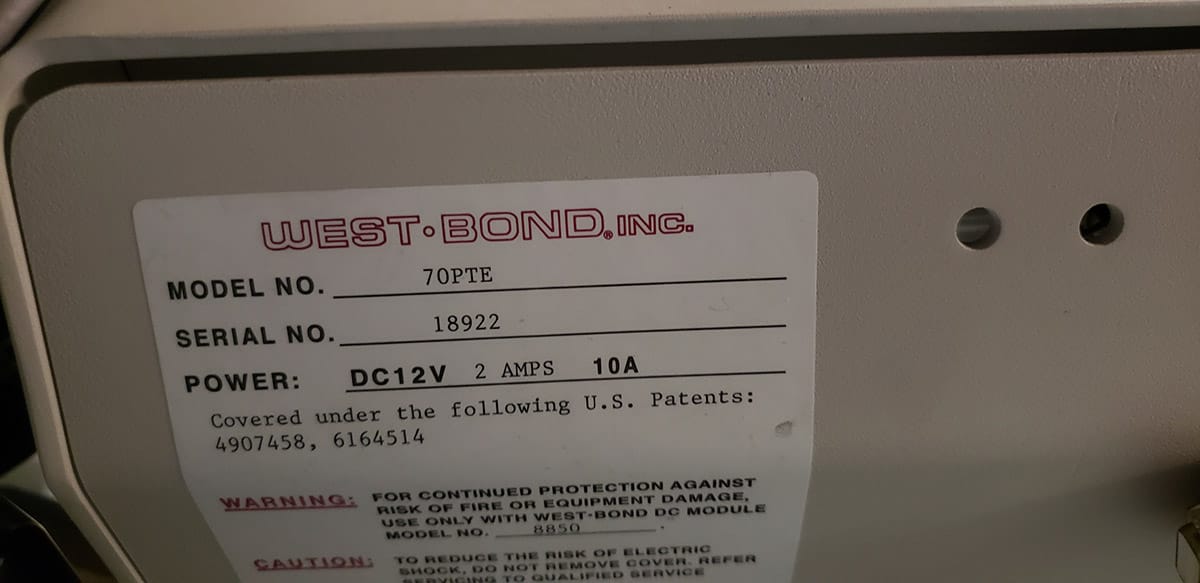 WEST·BOND® INC.
MODEL NO. 70PTE
SERIAL NO. 18922
POWER: DC12V 2 AMPS 10A
Covered under the following U.S. Patents:
4907458, 6164514
WARNING: FOR CONTINUED PROTECTION AGAINST
RISK OF FIRE OR EQUIPMENT DAMAGE,
USE ONLY WITH WEST-BOND DC MODULE
MODEL NO. 8850.
CAUTION: TO REDUCE THE RISK OF ELECTRIC
SHOCK, DO NOT REMOVE COVER. REFER
SERVICING TO QUALIFIED SERVICE